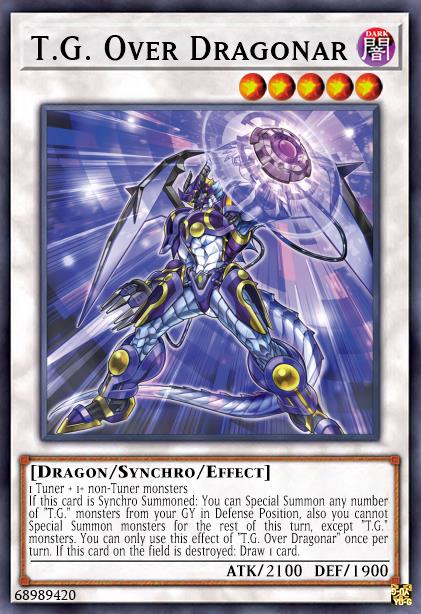 T.G. OVER DRAGONAR
DARK
闇
[DRAGON/SYNCHRO/EFFECT]
1 Tuner + 1+ non-Tuner monsters
If this card is Synchro Summoned: You can Special Summon any number
of "T.G." monsters from your GY in Defense Position, also you cannot
Special Summon monsters for the rest of this turn, except "T.G."
monsters. You can only use this effect of "T.G. Over Dragonar" once per
turn. If this card on the field is destroyed: Draw 1 card.
ATK/2100 DEF/1900
68989420